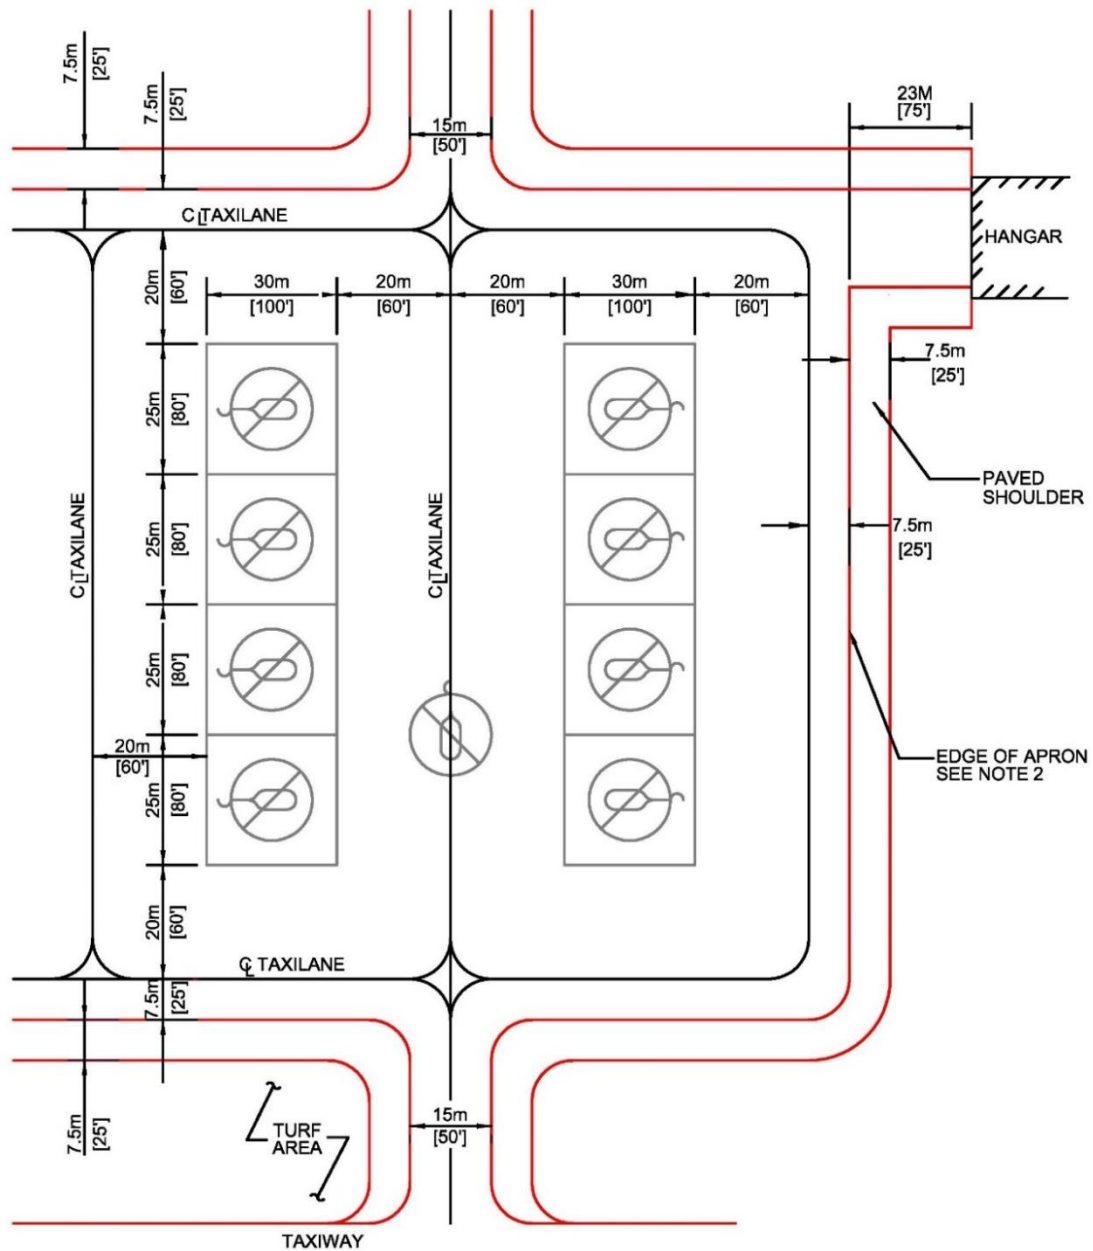 7.5m
[25']
7.5m
[25']
15m
[50']
23M
[75']
C L TAXILANE
HANGAR
20m
[60']
30m
[100']
20m
[60']
20m
[60']
30m
[100']
20m
[60']
7.5m
[25']
25m
[80']
PAVED
SHOULDER
C L TAXILANE
25m
[80']
C L TAXILANE
7.5m
[25']
25m
[80']
20m
[60']
EDGE OF APRON
SEE NOTE 2
25m
[80']
20m
[60']
C L TAXILANE
7.5m
[25']
7.5m
[25']
TURF
AREA
15m
[50']
TAXIWAY